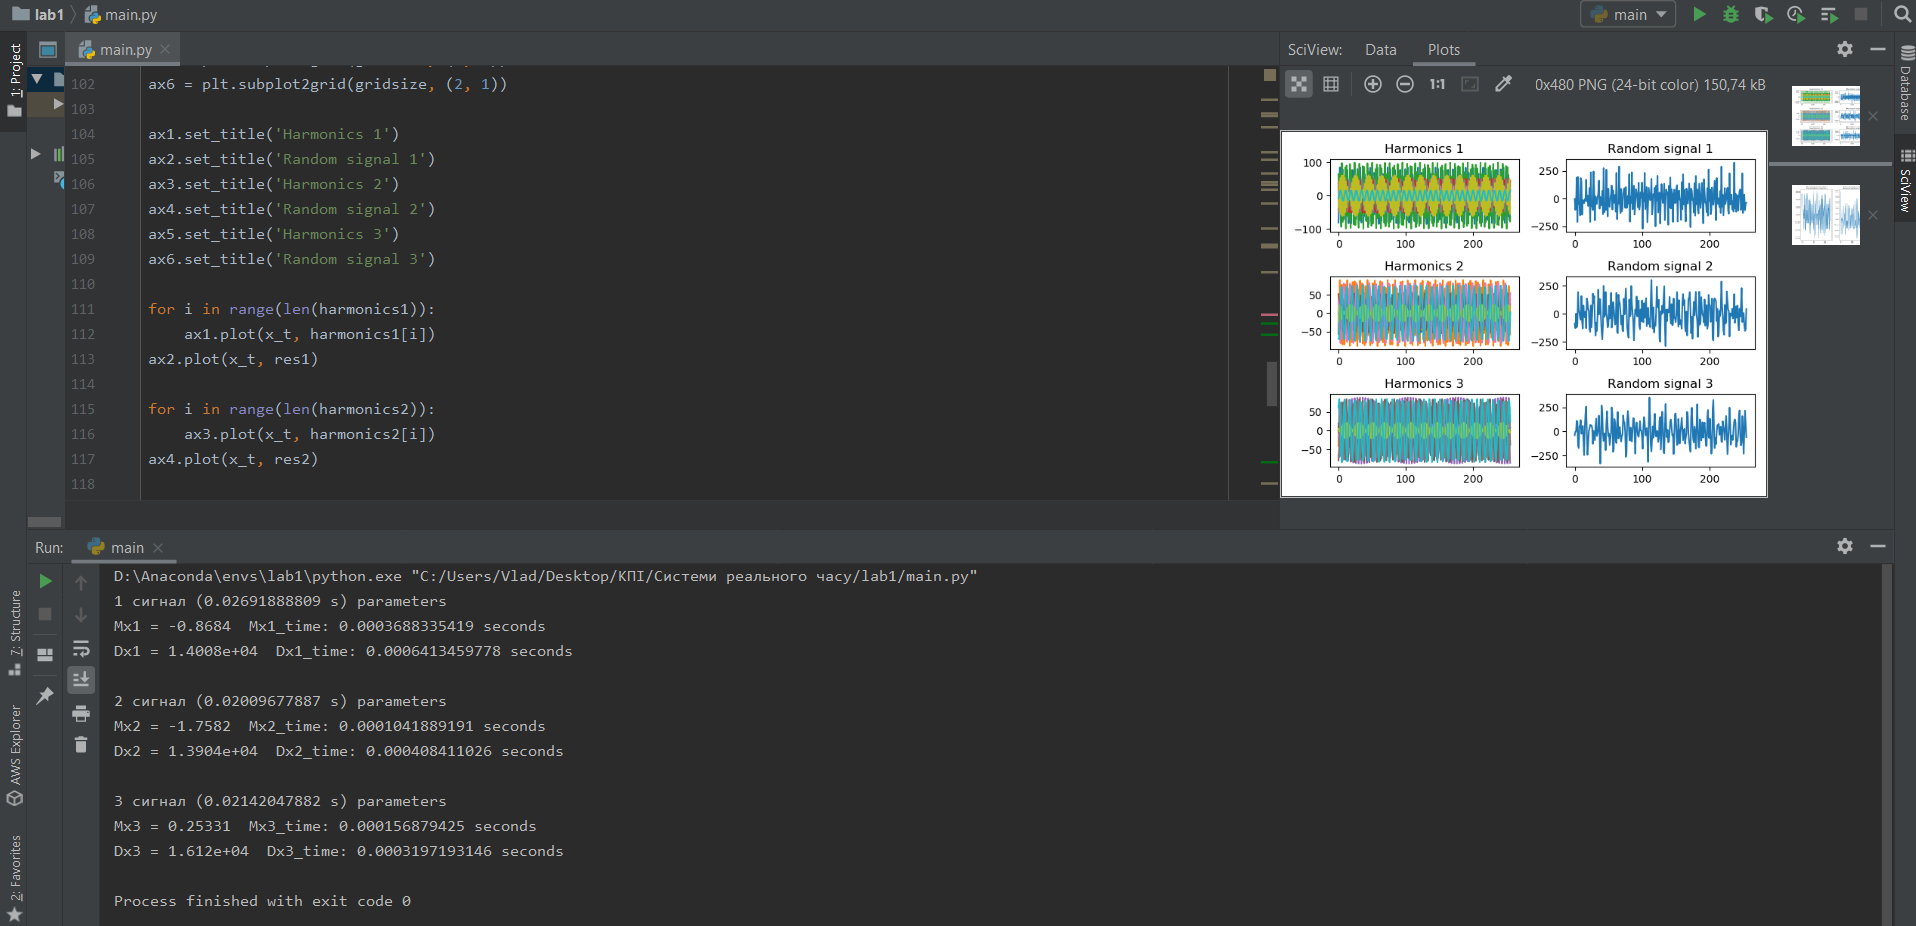 lab1 main.py
main
main.py
1: Project
102 ax6 = plt.subplot2grid(gridsize, (2, 1))
103
104 ax1.set_title('Harmonics 1')
105 ax2.set_title('Random signal 1')
106 ax3.set_title('Harmonics 2')
107 ax4.set_title('Random signal 2')
108 ax5.set_title('Harmonics 3')
109 ax6.set_title('Random signal 3')
110
111 for i in range(len(harmonics1)):
112 ax1.plot(x_t, harmonics1[i])
113 ax2.plot(x_t, res1)
114
115 for i in range(len(harmonics2)):
116 ax3.plot(x_t, harmonics2[i])
117 ax4.plot(x_t, res2)
118
SciView: Data Plots
1:1 0x480 PNG (24-bit color) 150,74 kB
Harmonics 1
100
0
−100
0 100 200
Random signal 1
250
0
−250
0 100 200
Harmonics 2
50
0
−50
0 100 200
Random signal 2
250
0
−250
0 100 200
Harmonics 3
50
0
−50
0 100 200
Random signal 3
250
0
−250
0 100 200
Database
SciView
Run: main
D:\Anaconda\envs\lab1\python.exe "C:/Users/Vlad/Desktop/КПІ/Системи реального часу/lab1/main.py"
1 сигнал (0.02691888809 s) parameters
Mx1 = -0.8684 Mx1_time: 0.0003688335419 seconds
Dx1 = 1.4008e+04 Dx1_time: 0.0006413459778 seconds
2 сигнал (0.02009677887 s) parameters
Mx2 = -1.7582 Mx2_time: 0.0001041889191 seconds
Dx2 = 1.3904e+04 Dx2_time: 0.000408411026 seconds
3 сигнал (0.02142047882 s) parameters
Mx3 = 0.25331 Mx3_time: 0.000156879425 seconds
Dx3 = 1.612e+04 Dx3_time: 0.0003197193146 seconds
Process finished with exit code 0
7: Structure
AWS Explorer
2: Favorites